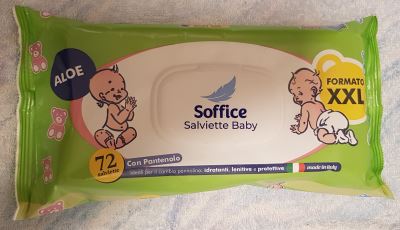 ALOE
FORMATO
XXL
Soffice
Salviette Baby
72
salviette
Con Pantenolo
Ideali per il cambio pannolino: idratanti, lenitive e protettive
made in Italy